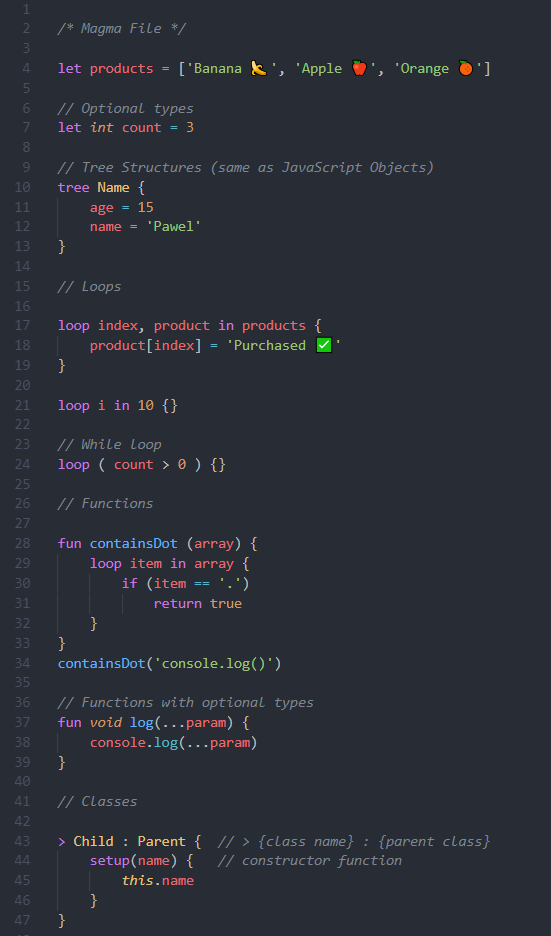 1
2 /* Magma File */
3
4 let products = ['Banana 🍌', 'Apple 🍎', 'Orange 🍊']
5
6 // Optional types
7 let int count = 3
8
9 // Tree Structures (same as JavaScript Objects)
10 tree Name {
11     age = 15
12     name = 'Pawel'
13 }
14
15 // Loops
16
17 loop index, product in products {
18     product[index] = 'Purchased ✅'
19 }
20
21 loop i in 10 {}
22
23 // While loop
24 loop ( count > 0 ) {}
25
26 // Functions
27
28 fun containsDot (array) {
29     loop item in array {
30         if (item == '.')
31             return true
32     }
33 }
34 containsDot('console.log()')
35
36 // Functions with optional types
37 fun void log(...param) {
38     console.log(...param)
39 }
40
41 // Classes
42
43 > Child : Parent {  // > {class name} : {parent class}
44     setup(name) {   // constructor function
45         this.name
46     }
47 }